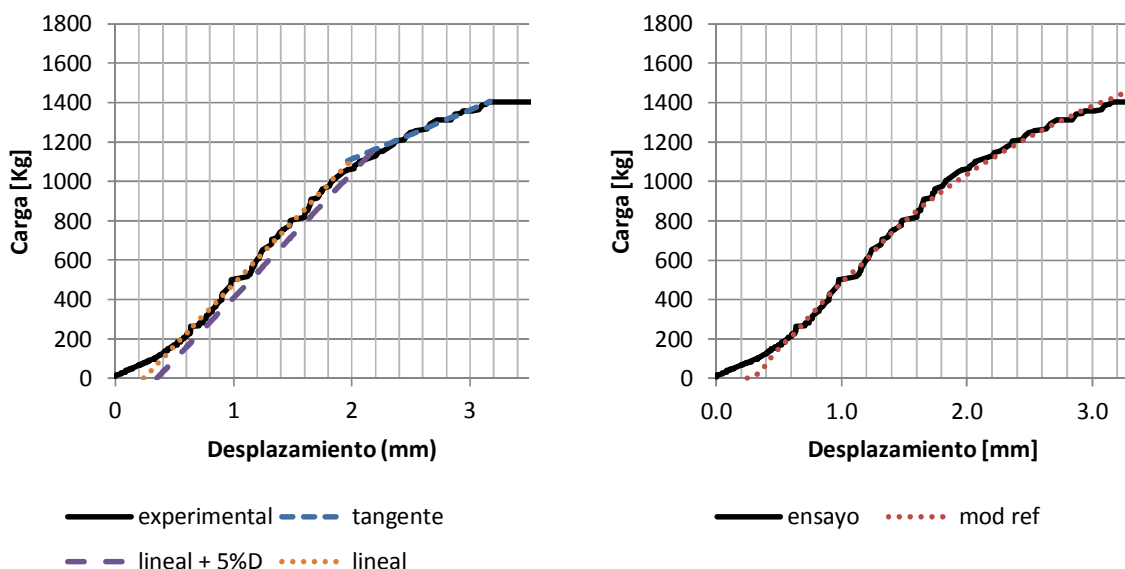 1800
1600
1400
1200
1000
800
600
400
200
0
Carga [Kg]
0 1 2 3
Desplazamiento (mm)
experimental tangente
lineal + 5%D lineal
1800
1600
1400
1200
1000
800
600
400
200
0
Carga [kg]
0.0 1.0 2.0 3.0
Desplazamiento [mm]
ensayo mod ref